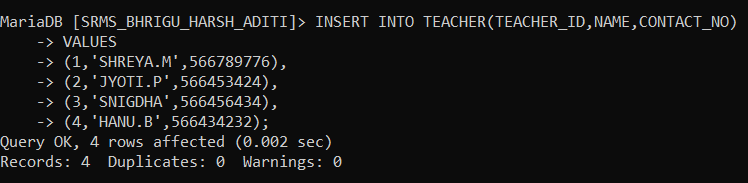 MariaDB [SRMS_BHRIGU_HARSH_ADITI]> INSERT INTO TEACHER(TEACHER_ID,NAME,CONTACT_NO)
    -> VALUES
    -> (1,'SHREYA.M',566789776),
    -> (2,'JYOTI.P',566453424),
    -> (3,'SNIGDHA',566456434),
    -> (4,'HANU.B',566434232);
Query OK, 4 rows affected (0.002 sec)
Records: 4  Duplicates: 0  Warnings: 0